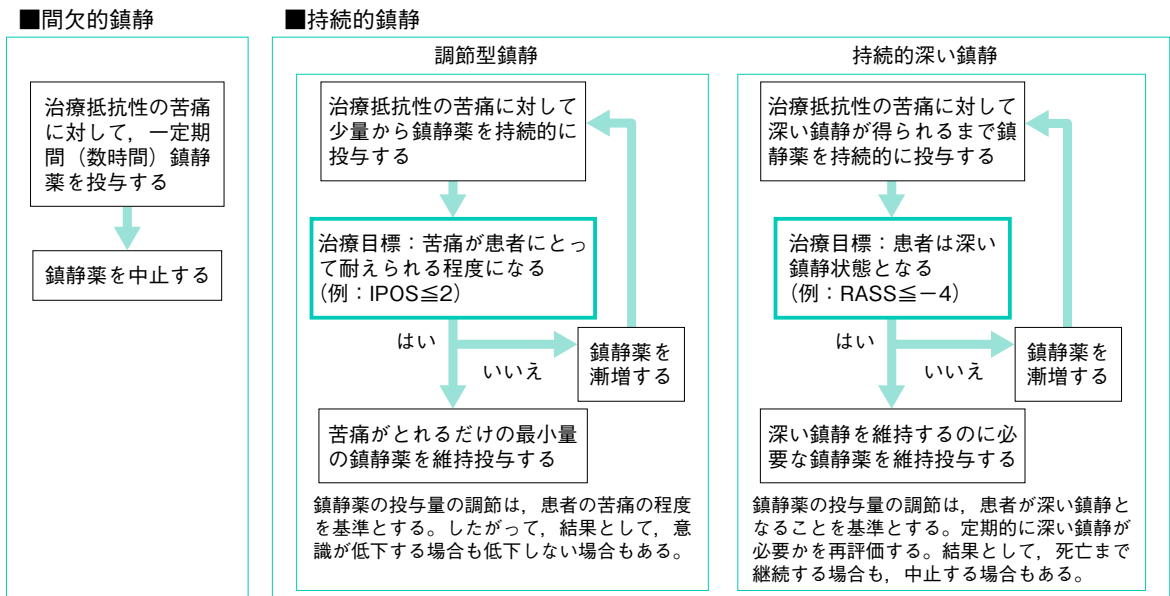 ■間欠的鎮静
治療抵抗性の苦痛
に対して，一定期
間（数時間）鎮静
薬を投与する
鎮静薬を中止する
■持続的鎮静
調節型鎮静
治療抵抗性の苦痛に対して
少量から鎮静薬を持続的に
投与する
治療目標：苦痛が患者にとっ
て耐えられる程度になる
（例：IPOS≦2）
はい
いいえ
鎮静薬を
漸増する
苦痛がとれるだけの最小量
の鎮静薬を維持投与する
鎮静薬の投与量の調節は，患者の苦痛の程度
を基準とする。したがって，結果として，意
識が低下する場合も低下しない場合もある。
持続的深い鎮静
治療抵抗性の苦痛に対して
深い鎮静が得られるまで鎮
静薬を持続的に投与する
治療目標：患者は深い
鎮静状態となる
（例：RASS≦－4）
はい
いいえ
鎮静薬を
漸増する
深い鎮静を維持するのに必
要な鎮静薬を維持投与する
鎮静薬の投与量の調節は，患者が深い鎮静と
なることを基準とする。定期的に深い鎮静が
必要かを再評価する。結果として，死亡まで
継続する場合も，中止する場合もある。